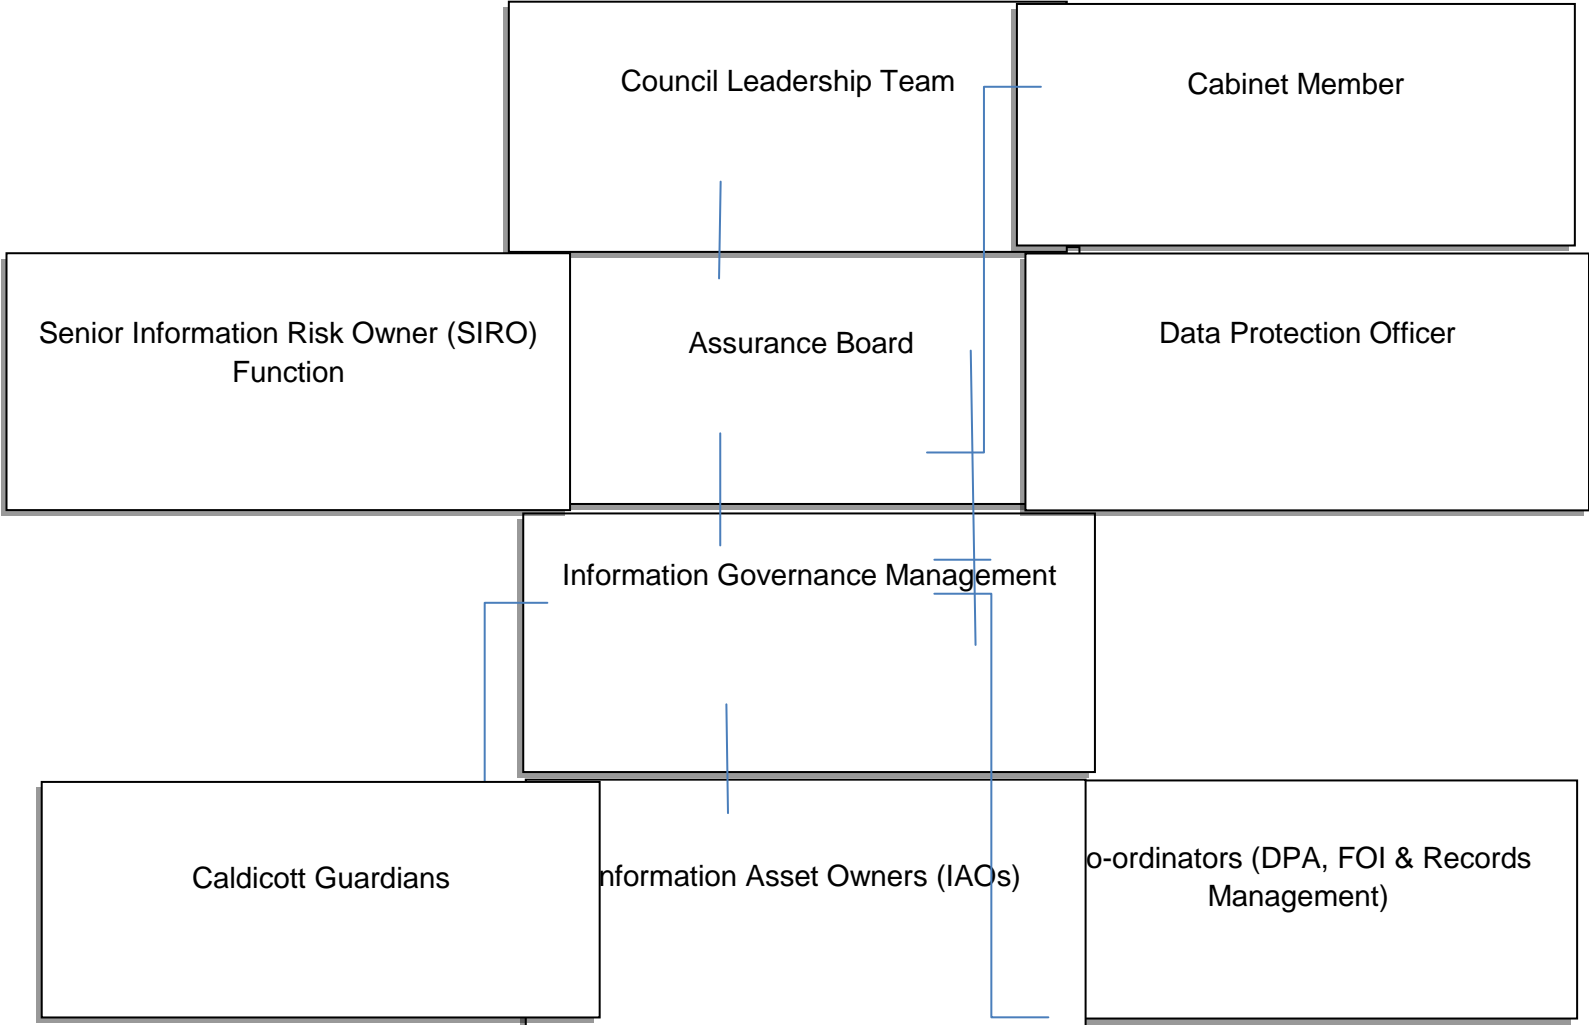 Council Leadership Team
Cabinet Member
Senior Information Risk Owner (SIRO)
Function
Assurance Board
Data Protection Officer
Information Governance Management
Caldicott Guardians
nformation Asset Owners (IAOs)
o-ordinators (DPA, FOI & Records
Management)